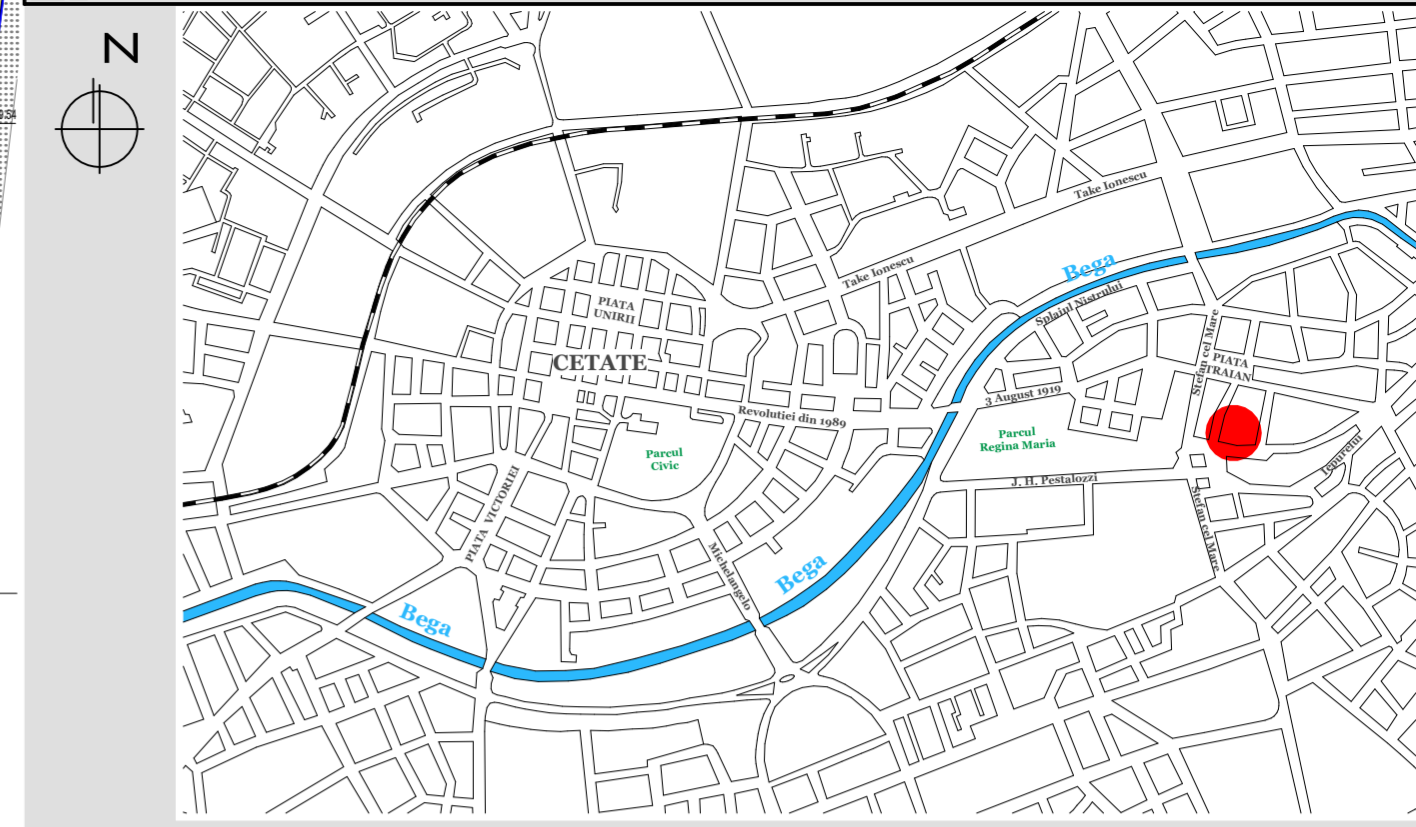 N
Take Ionescu
Take Ionescu
Bega
Splaiul Nistrului
PIATA
UNIRII
CETATE
Stefan cel Mare
PIATA
TRAIAN
3 August 1919
Revolutiei din 1989
Parcul
Regina Maria
Parcul
Civic
Iepurelui
J. H. Pestalozzi
PIATA VICTORIEI
Stefan cel Mare
Michelangelo
Bega
Bega